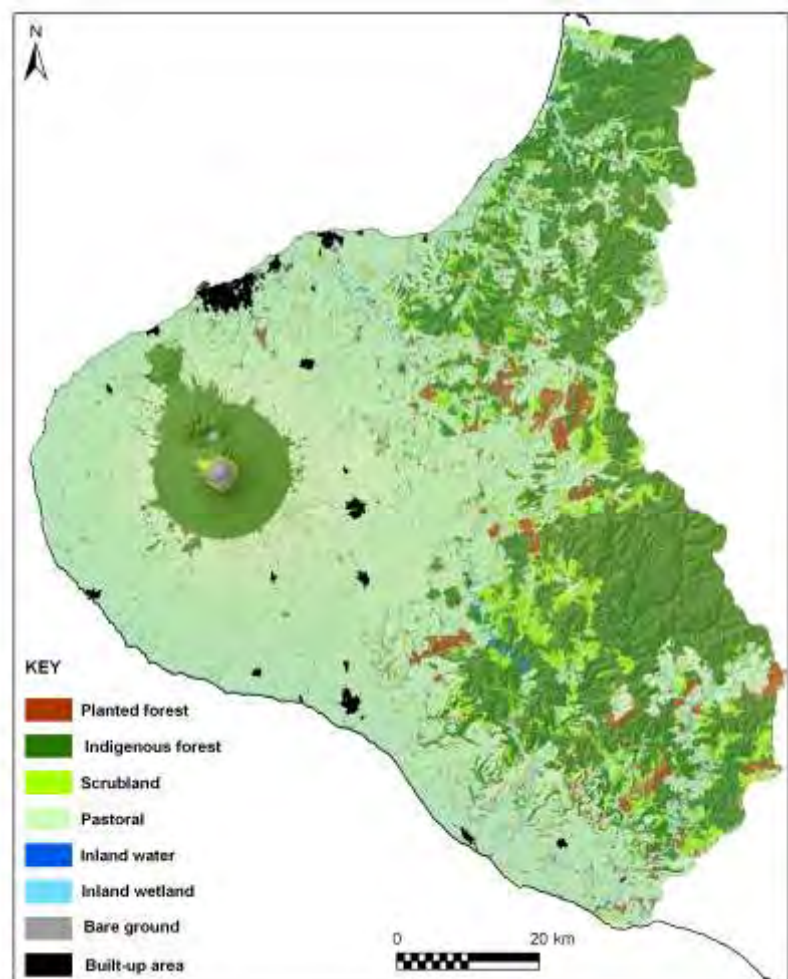 N
KEY
Planted forest
Indigenous forest
Scrubland
Pastoral
Inland water
Inland wetland
Bare ground
Built-up area
0 20 km